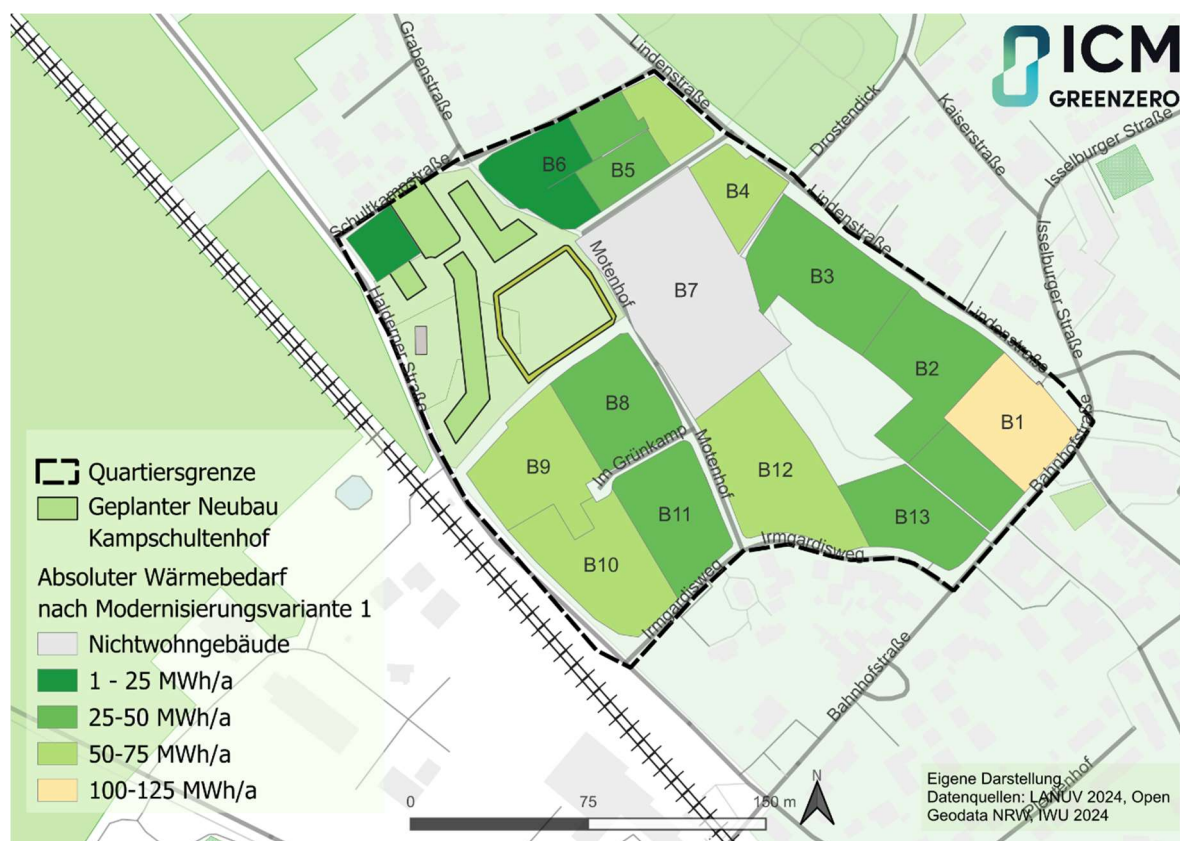 ICM
GREENZERO
Grabenstraße
Lindenstraße
Drostendick
Kaiserstraße
Isselburger Straße
Isselburger Straße
Schultkampstraße
B6
B5
B4
Lindenstraße
Motenhof
B7
B3
Halderner Straße
Lindenstraße
B2
B8
B1
Im Grünkamp
Motenhof
Bahnhofstraße
B9
B12
B11
B13
B10
Irmgardisweg
Irmgardisweg
Bahnhofstraße
Quartiersgrenze
Geplanter Neubau
Kampschultenhof
Absoluter Wärmebedarf
nach Modernisierungsvariante 1
Nichtwohngebäude
1 - 25 MWh/a
25-50 MWh/a
50-75 MWh/a
100-125 MWh/a
0 75 150 m
N
Eigene Darstellung
Datenquellen: LANUV 2024, Open
Geodata NRW, IWU 2024